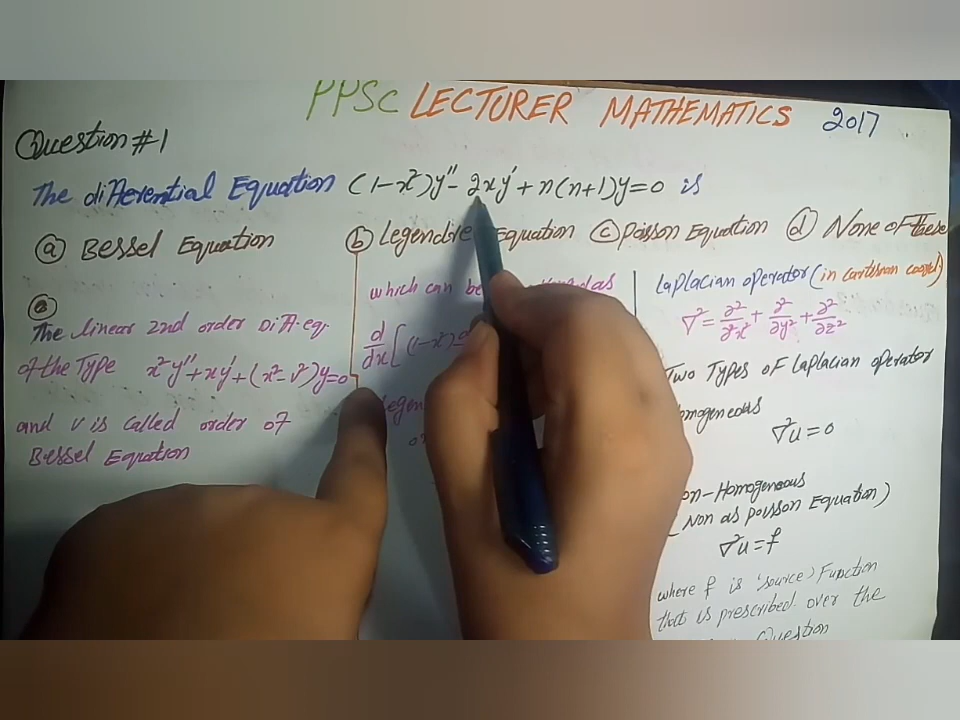 PPSC LECTURER MATHEMATICS 2017
Question #1
The differential Equation (1-x²)y"- 2xy' + n(n+1)y=0 is
(a) Bessel Equation (b) Legendre Equation (c) Poisson Equation (d) None of These
(a)
The linear 2nd order Diff. eq.
of the Type x²y"+xy'+(x²-v²)y=0
and v is called order of
Bessel Equation
which can be as
d/dx [(1-x²)
Laplacian operator (in Cartesian coord)
∇² = ∂²/∂x² + ∂²/∂y² + ∂²/∂z²
Two Types of Laplacian operator
∇²u=0
on-Homogeneous
Equation)
∇²u=f
where f is 'source' Function
that is prescribed over the
Question